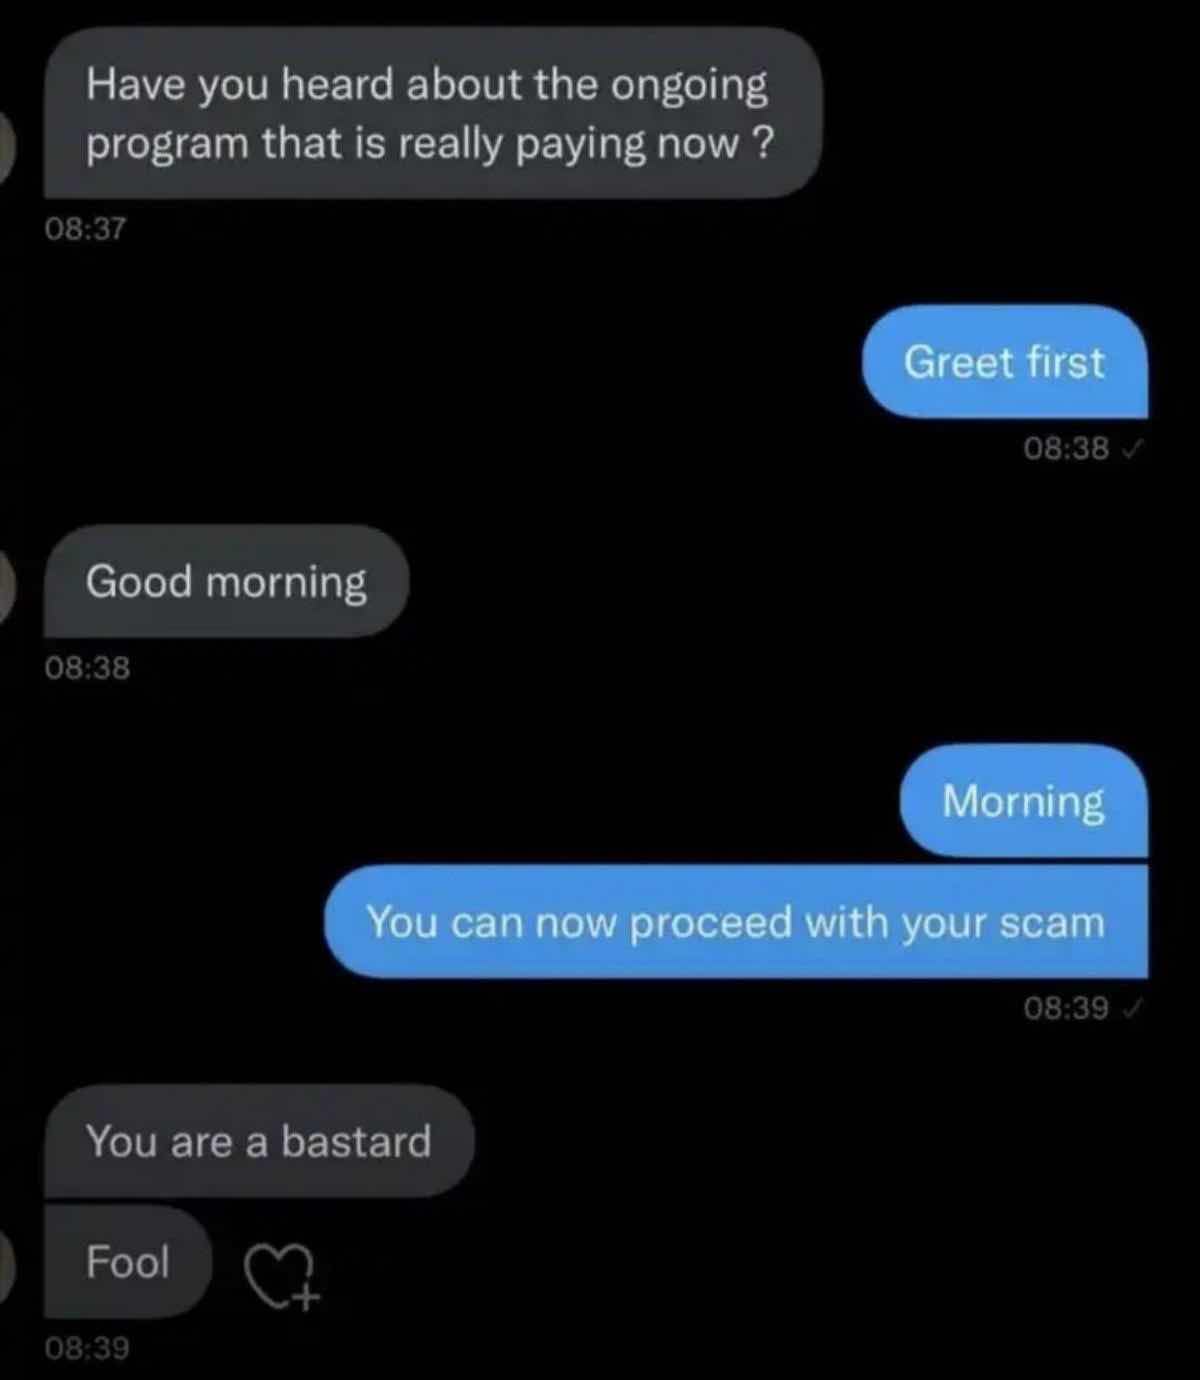 Have you heard about the ongoing
program that is really paying now ?
08:37
Greet first
08:38 ✓
Good morning
08:38
Morning
You can now proceed with your scam
08:39 ✓
You are a bastard
Fool
08:39